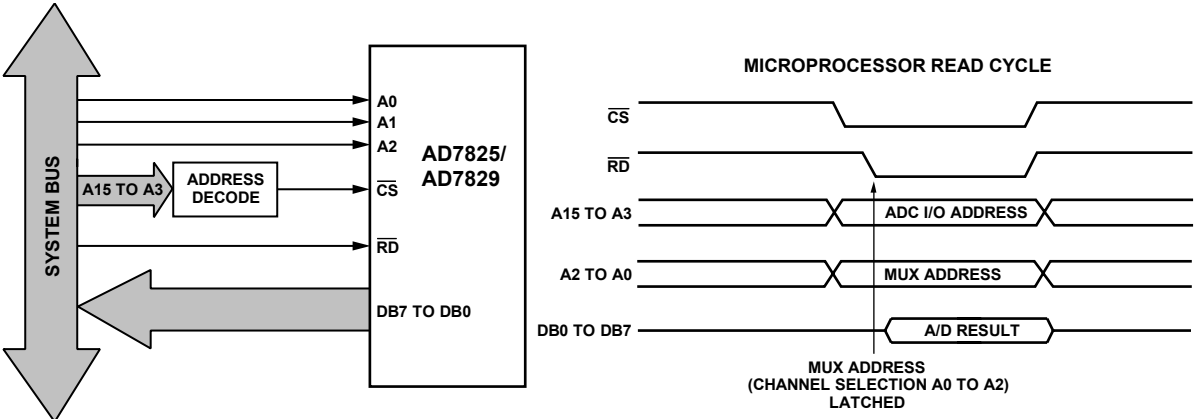 SYSTEM BUS
A0
A1
A2
A15 TO A3
ADDRESS
DECODE
CS
RD
DB7 TO DB0
AD7825/
AD7829
MICROPROCESSOR READ CYCLE
CS
RD
A15 TO A3
ADC I/O ADDRESS
A2 TO A0
MUX ADDRESS
DB0 TO DB7
A/D RESULT
MUX ADDRESS
(CHANNEL SELECTION A0 TO A2)
LATCHED